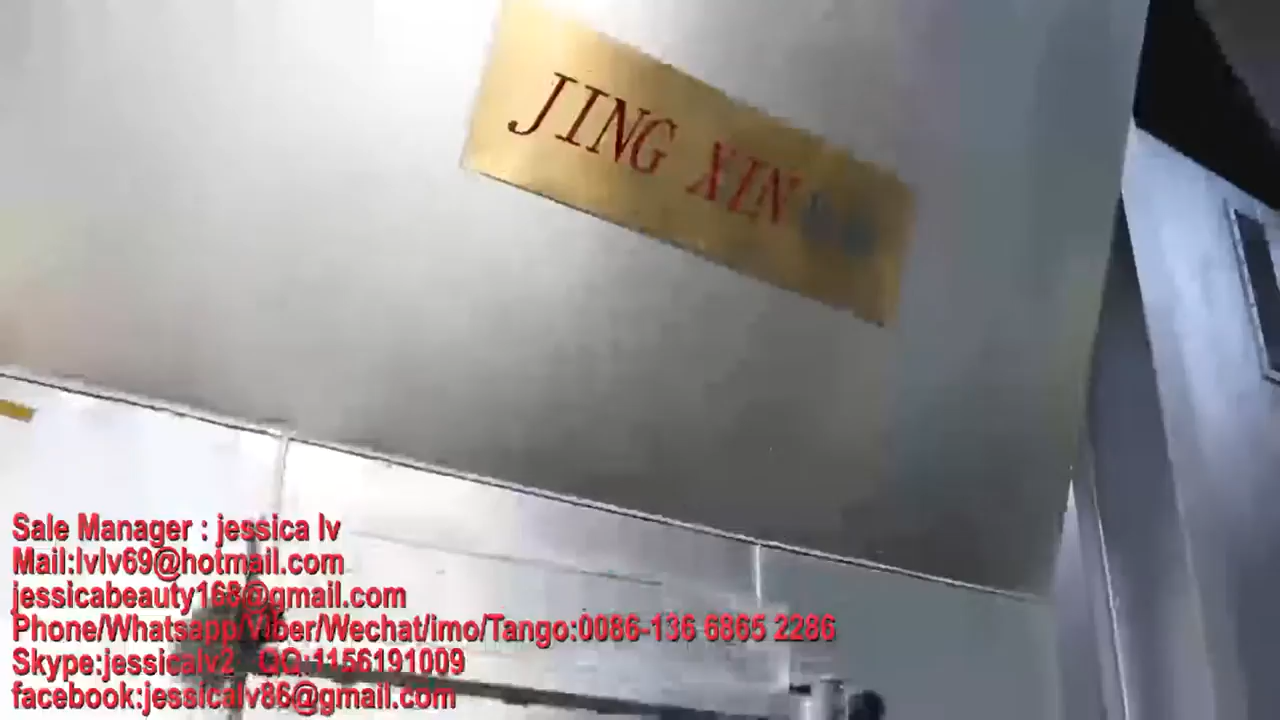 JING XIN
Sale Manager : jessica lv
Mail:lvlv69@hotmail.com
jessicabeauty168@gmail.com
Phone/Whatsapp/Viber/Wechat/imo/Tango:0086-136 6865 2286
Skype:jessicalv2 QQ:1156191009
facebook:jessicalv86@gmail.com